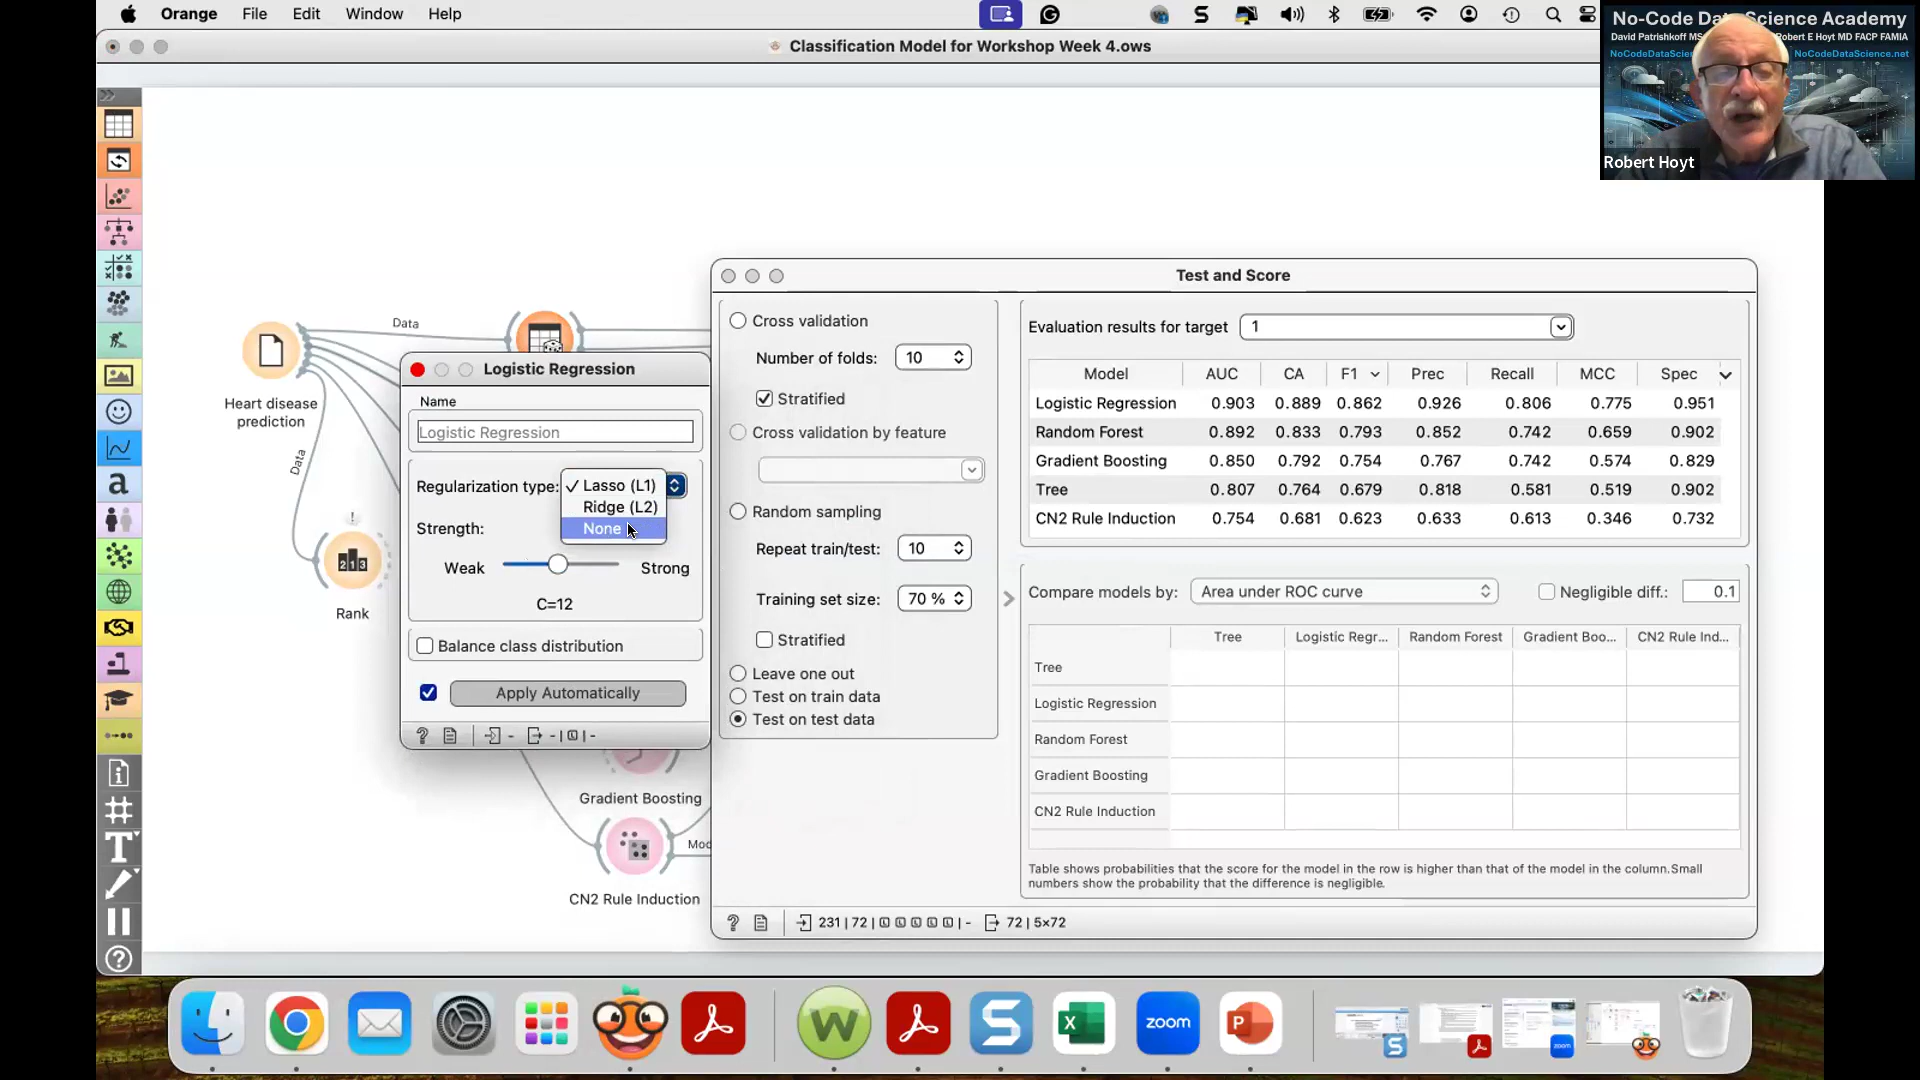 Orange File Edit Window Help
Classification Model for Workshop Week 4.ows
No-Code Data Science Academy
David Patrishkoff MS Robert E Hoyt MD FACP FAMIA
NoCodeDataScience.net
Robert Hoyt
Data
Heart disease
prediction
Data
Rank
Gradient Boosting
CN2 Rule Induction
Logistic Regression
Name
Logistic Regression
Regularization type:
✓ Lasso (L1)
Ridge (L2)
None
Strength:
Weak Strong
C=12
Balance class distribution
Apply Automatically
Test and Score
Cross validation
Number of folds: 10
Stratified
Cross validation by feature
Random sampling
Repeat train/test: 10
Training set size: 70 %
Stratified
Leave one out
Test on train data
Test on test data
Evaluation results for target 1
Model AUC CA F1 Prec Recall MCC Spec
Logistic Regression 0.903 0.889 0.862 0.926 0.806 0.775 0.951
Random Forest 0.892 0.833 0.793 0.852 0.742 0.659 0.902
Gradient Boosting 0.850 0.792 0.754 0.767 0.742 0.574 0.829
Tree 0.807 0.764 0.679 0.818 0.581 0.519 0.902
CN2 Rule Induction 0.754 0.681 0.623 0.633 0.613 0.346 0.732
Compare models by: Area under ROC curve Negligible diff.: 0.1
Tree Logistic Regr... Random Forest Gradient Boo... CN2 Rule Ind...
Tree
Logistic Regression
Random Forest
Gradient Boosting
CN2 Rule Induction
Table shows probabilities that the score for the model in the row is higher than that of the model in the column.Small
numbers show the probability that the difference is negligible.
231 | 72 | - 72 | 5×72
zoom